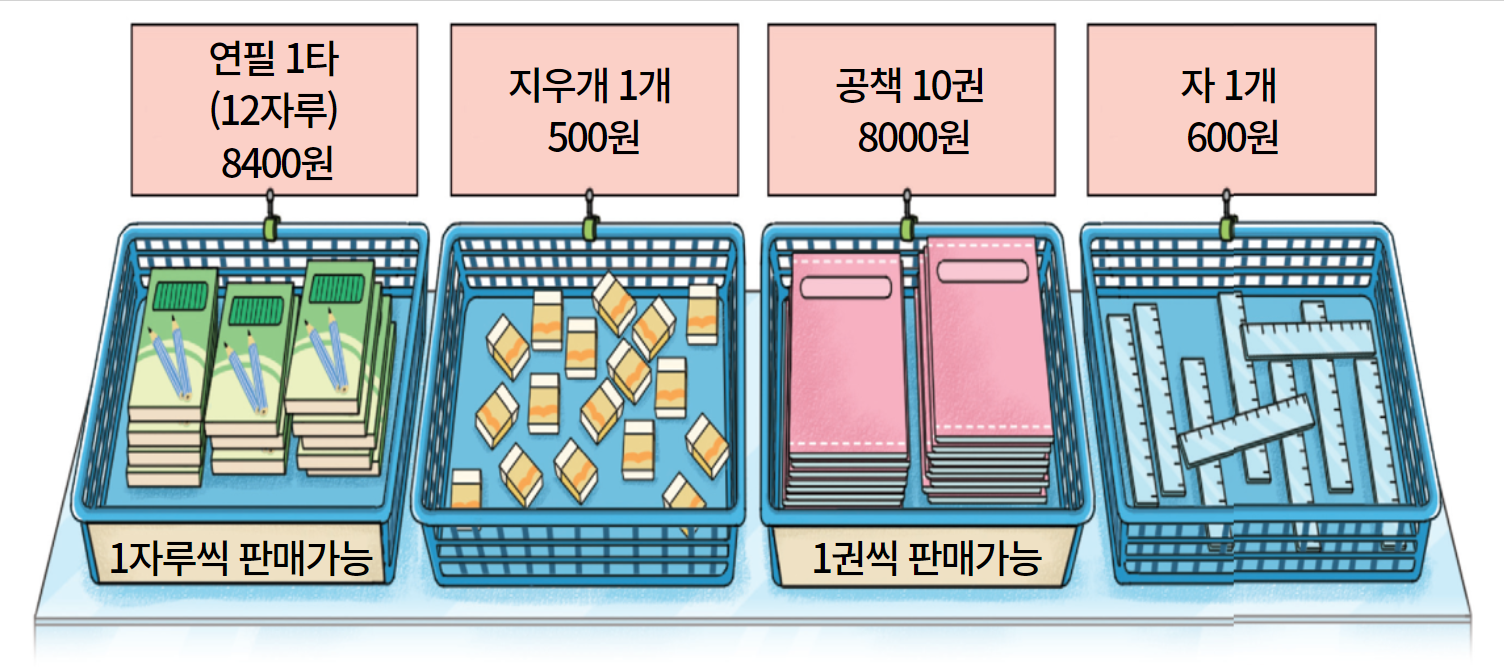 연필 1타
(12자루)
8400원
지우개 1개
500원
공책 10권
8000원
자 1개
600원
1자루씩 판매가능
1권씩 판매가능